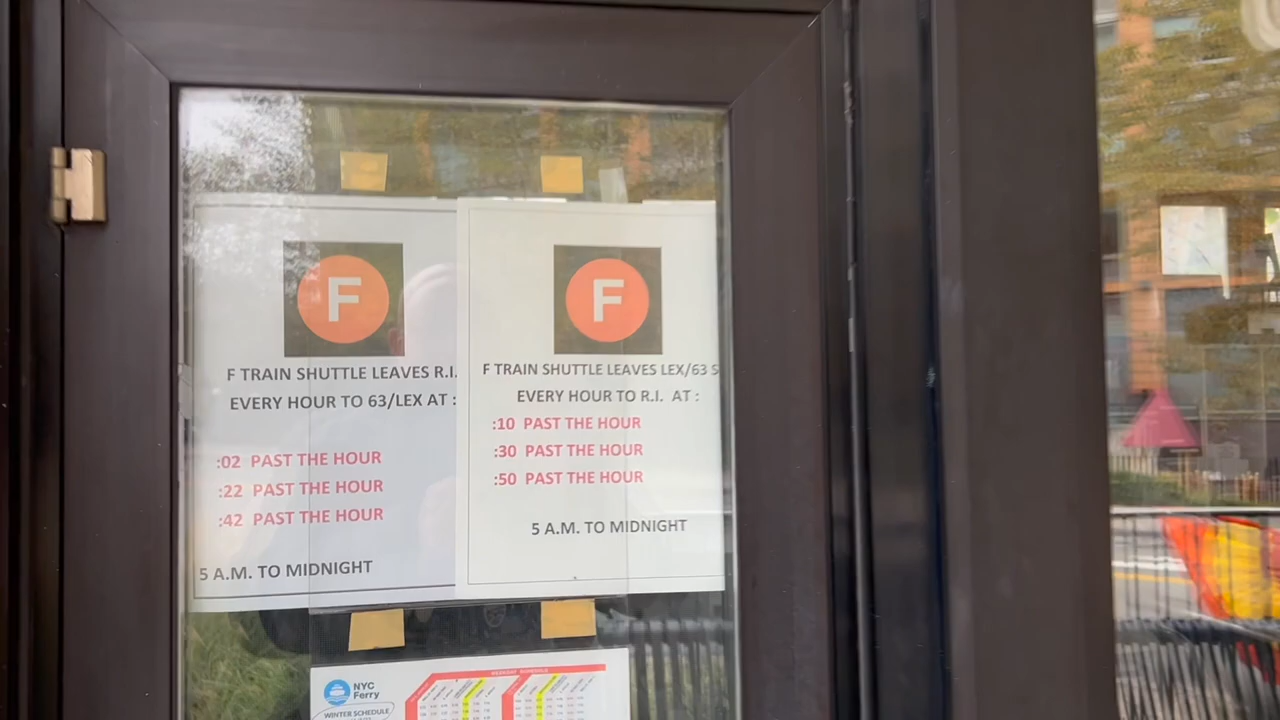 F
F TRAIN SHUTTLE LEAVES R.I.
EVERY HOUR TO 63/LEX AT :
:02 PAST THE HOUR
:22 PAST THE HOUR
:42 PAST THE HOUR
5 A.M. TO MIDNIGHT
F
F TRAIN SHUTTLE LEAVES LEX/63 S
EVERY HOUR TO R.I. AT :
:10 PAST THE HOUR
:30 PAST THE HOUR
:50 PAST THE HOUR
5 A.M. TO MIDNIGHT
NYC
Ferry
WINTER SCHEDULE
WEEKDAY SCHEDULE